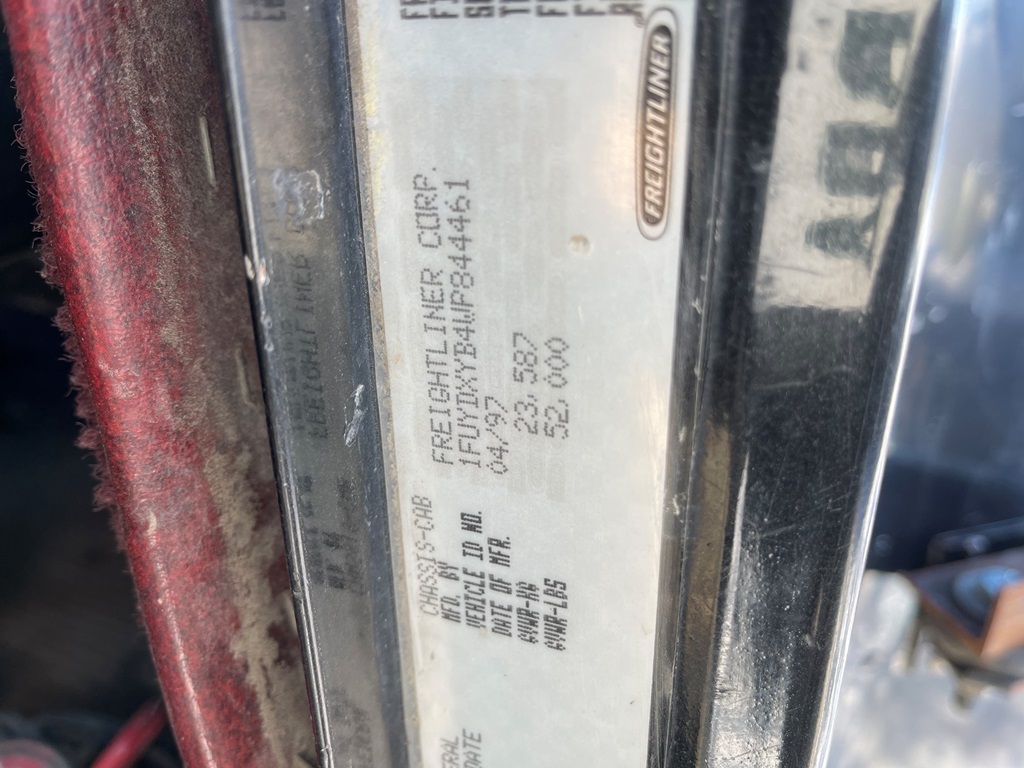 CHASSIS-CAB
MFD. BY FREIGHTLINER CORP.
VEHICLE ID NO. 1FUYDXYB4WP844461
DATE OF MFR. 04/97
GVWR-KG 23,587
GVWR-LBS 52,000
FREIGHTLINER